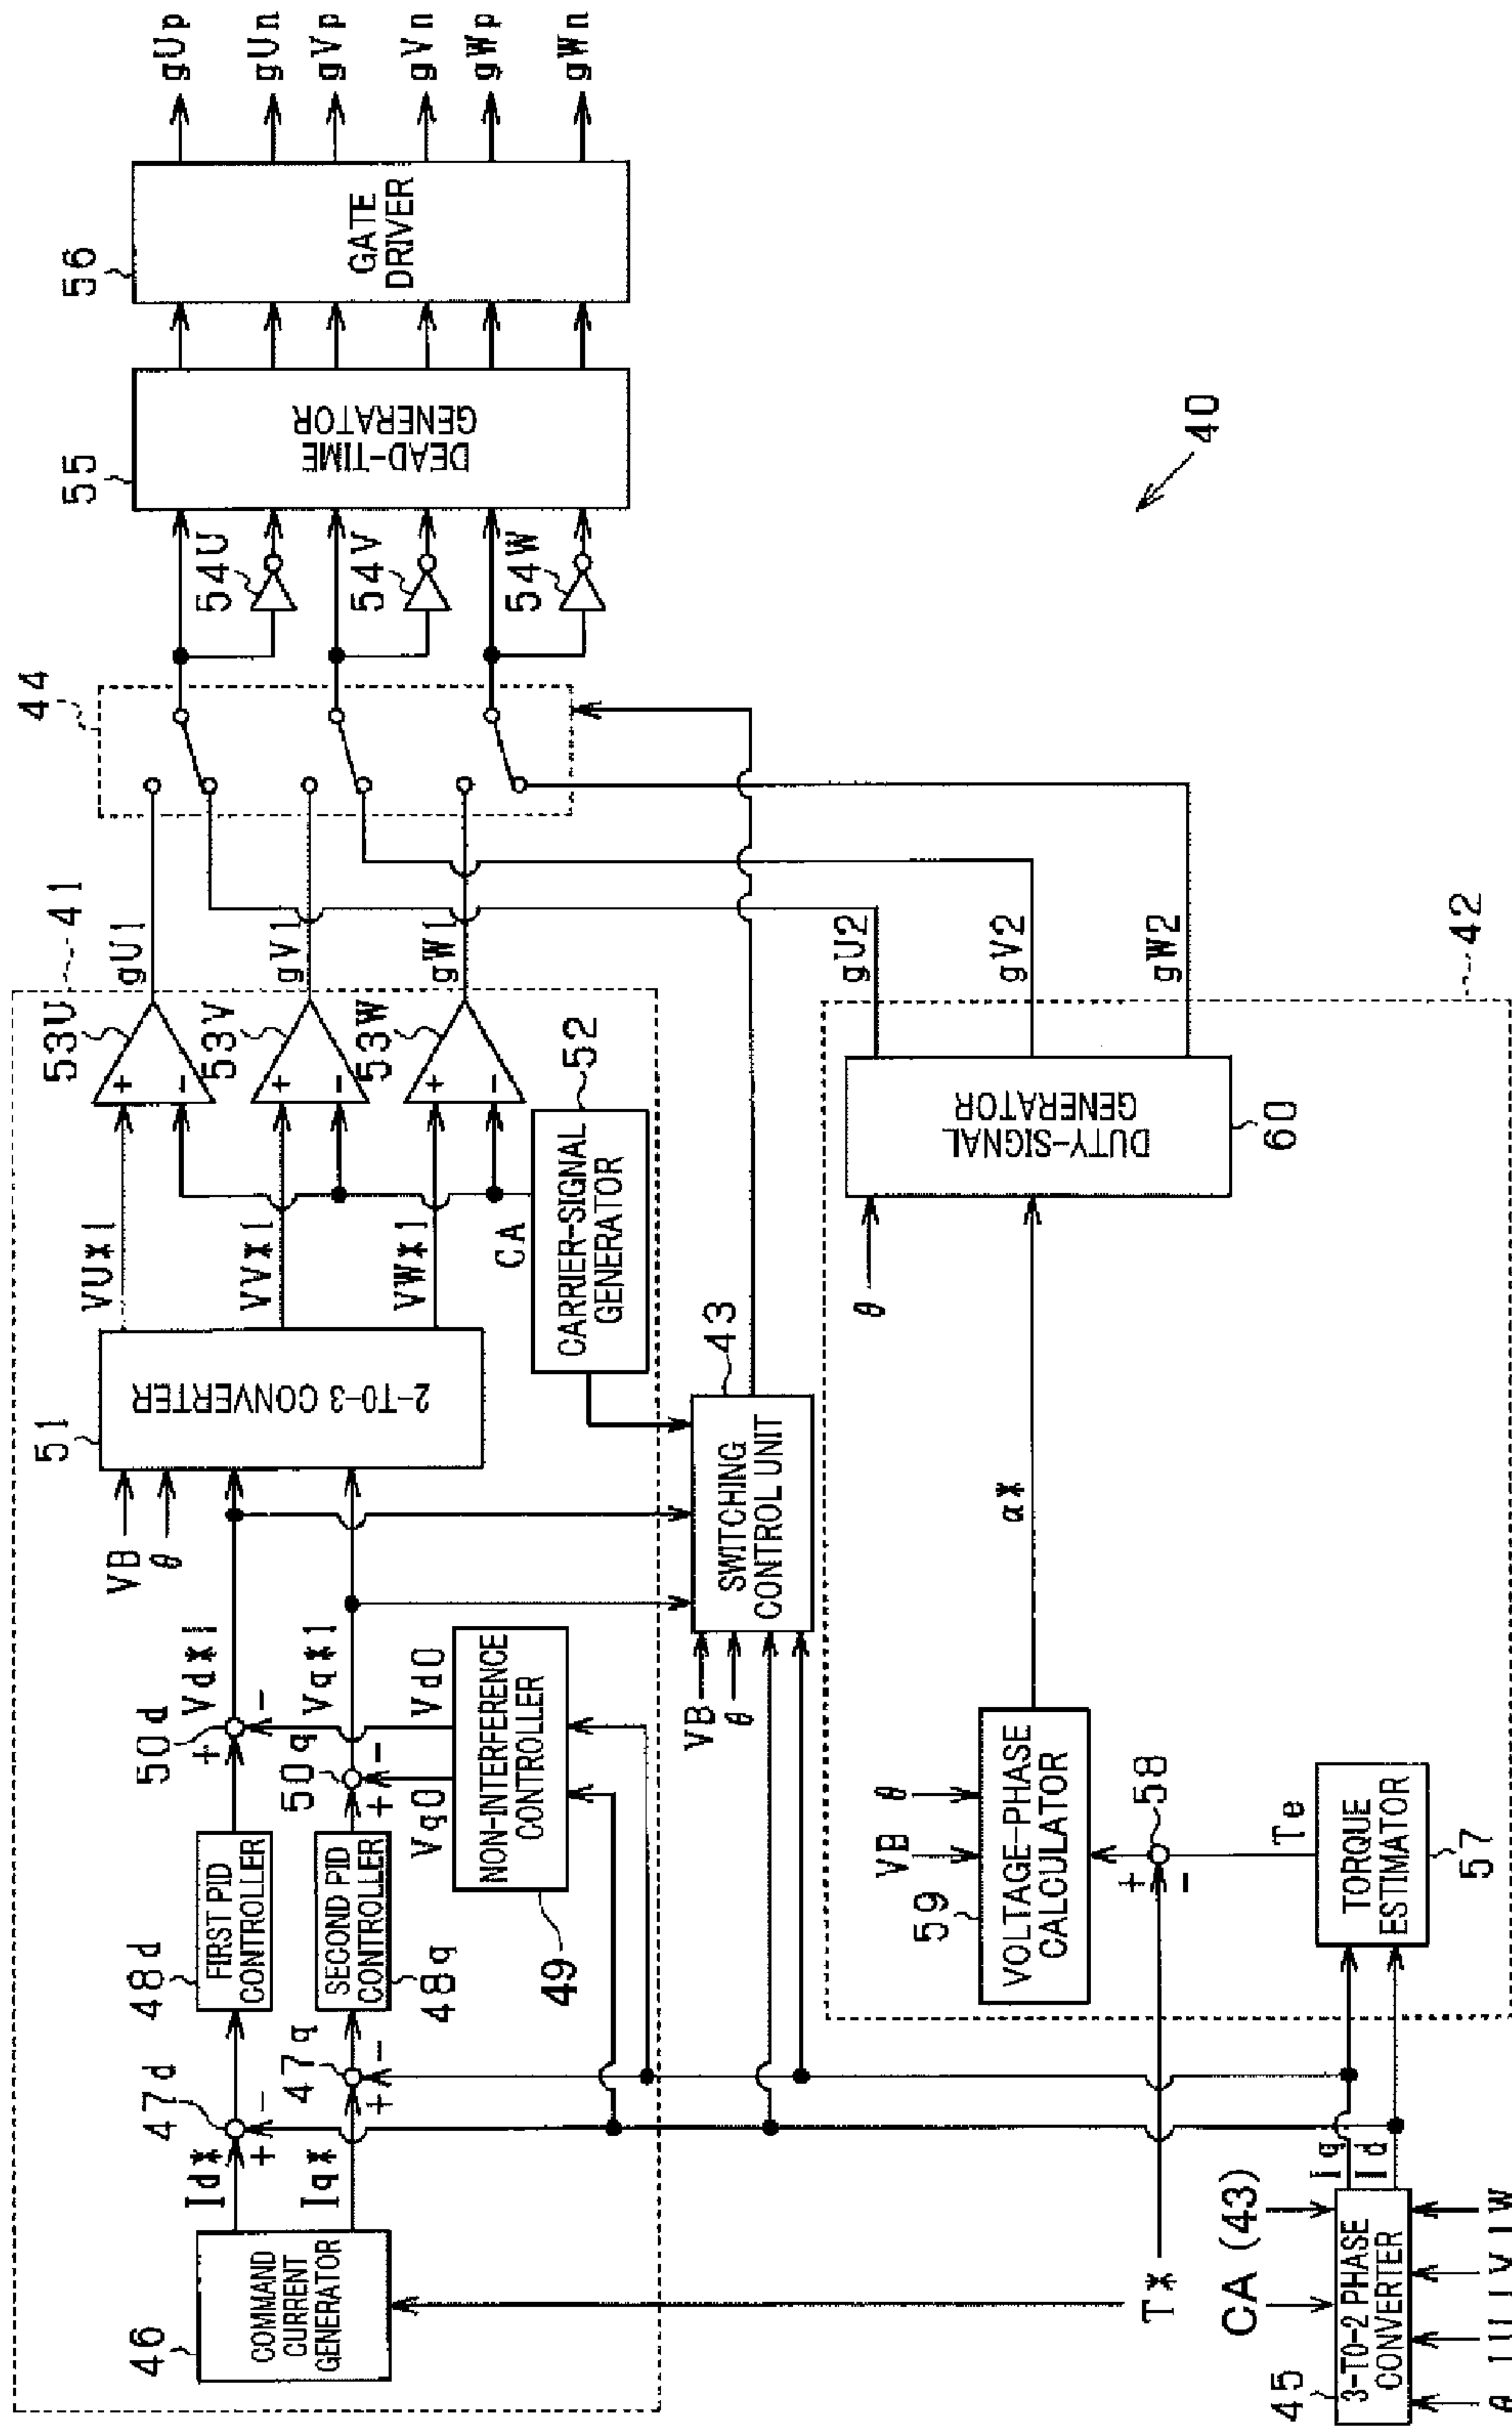 46
COMMAND
CURRENT
GENERATOR
Id*
Iq*
47d
+
-
47q
+
-
48d
FIRST PID
CONTROLLER
SECOND PID
CONTROLLER
48q
50d
+
-
Vd*1
50q
+
-
Vq*1
Vq0
Vd0
NON-INTERFERENCE
CONTROLLER
49
VB
θ
51
2-TO-3 CONVERTER
VU*1
VV*1
VW*1
CA
CARRIER-SIGNAL
GENERATOR
52
53U
+
-
53V
+
-
53W
+
-
41
gU1
gV1
gW1
44
54U
54V
54W
55
DEAD-TIME
GENERATOR
56
GATE
DRIVER
gUp
gUn
gVp
gVn
gWp
gWn
VB
θ
SWITCHING
CONTROL UNIT
43
40
T*
CA (43)
45
3-TO-2 PHASE
CONVERTER
Iq
Id
θ IU IV IW
TORQUE
ESTIMATOR
57
Te
58
+
-
VB
θ
59
VOLTAGE-PHASE
CALCULATOR
α*
θ
DUTY-SIGNAL
GENERATOR
60
gU2
gV2
gW2
42